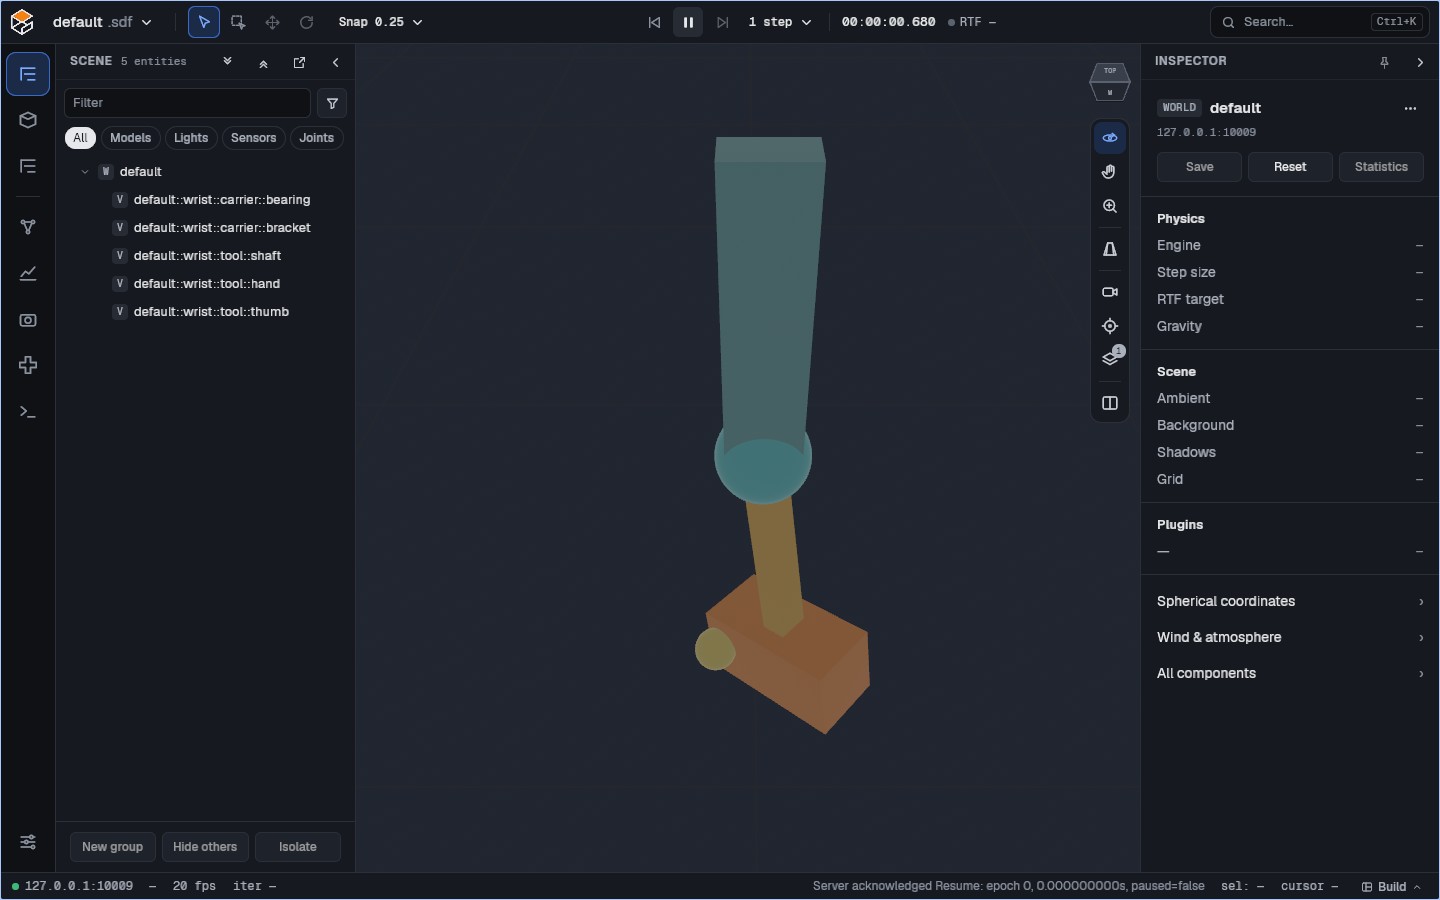 default .sdf
Snap 0.25
1 step
00:00:00.680
RTF –
Search…
Ctrl+K
SCENE 5 entities
Filter
All
Models
Lights
Sensors
Joints
W default
V default::wrist::carrier::bearing
V default::wrist::carrier::bracket
V default::wrist::tool::shaft
V default::wrist::tool::hand
V default::wrist::tool::thumb
New group
Hide others
Isolate
TOP
1
INSPECTOR
WORLD default
127.0.0.1:10009
Save
Reset
Statistics
Physics
Engine –
Step size –
RTF target –
Gravity –
Scene
Ambient –
Background –
Shadows –
Grid –
Plugins
— –
Spherical coordinates ›
Wind & atmosphere ›
All components ›
127.0.0.1:10009 – 20 fps iter –
Server acknowledged Resume: epoch 0, 0.000000000s, paused=false sel: – cursor – Build